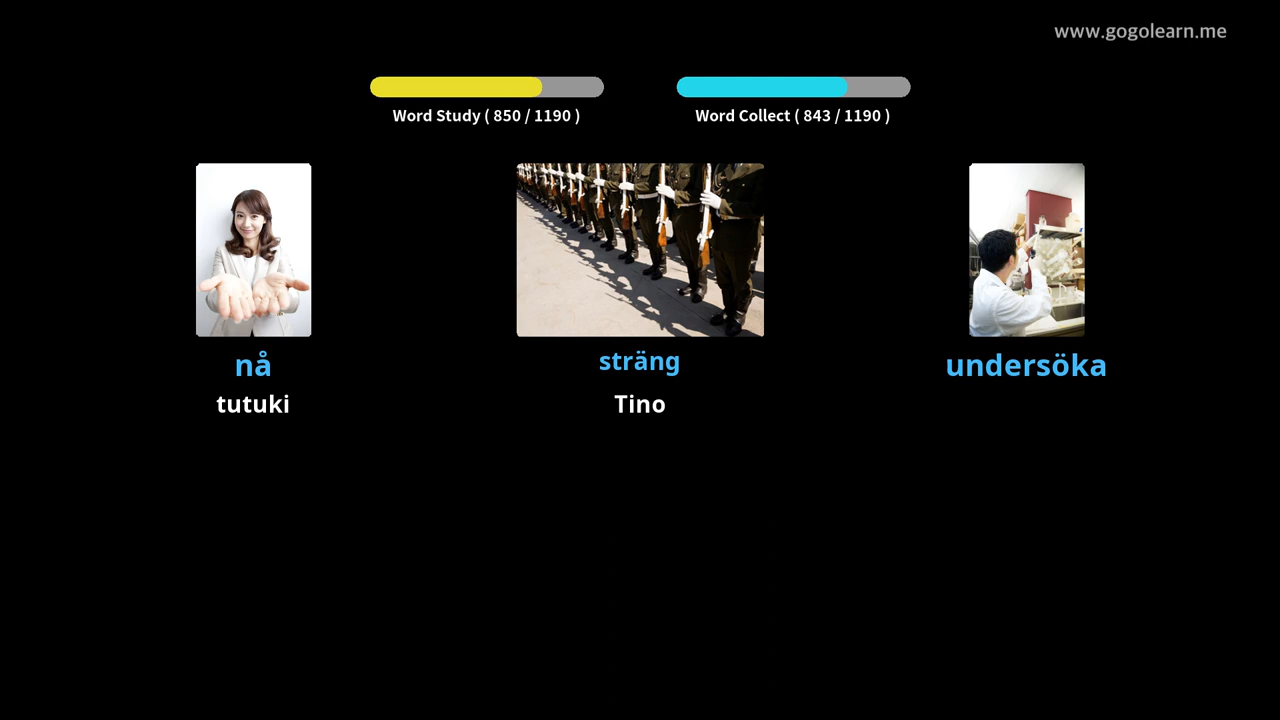 www.gogolearn.me
Word Study ( 850 / 1190 )
Word Collect ( 843 / 1190 )
nå
sträng
undersöka
tutuki
Tino